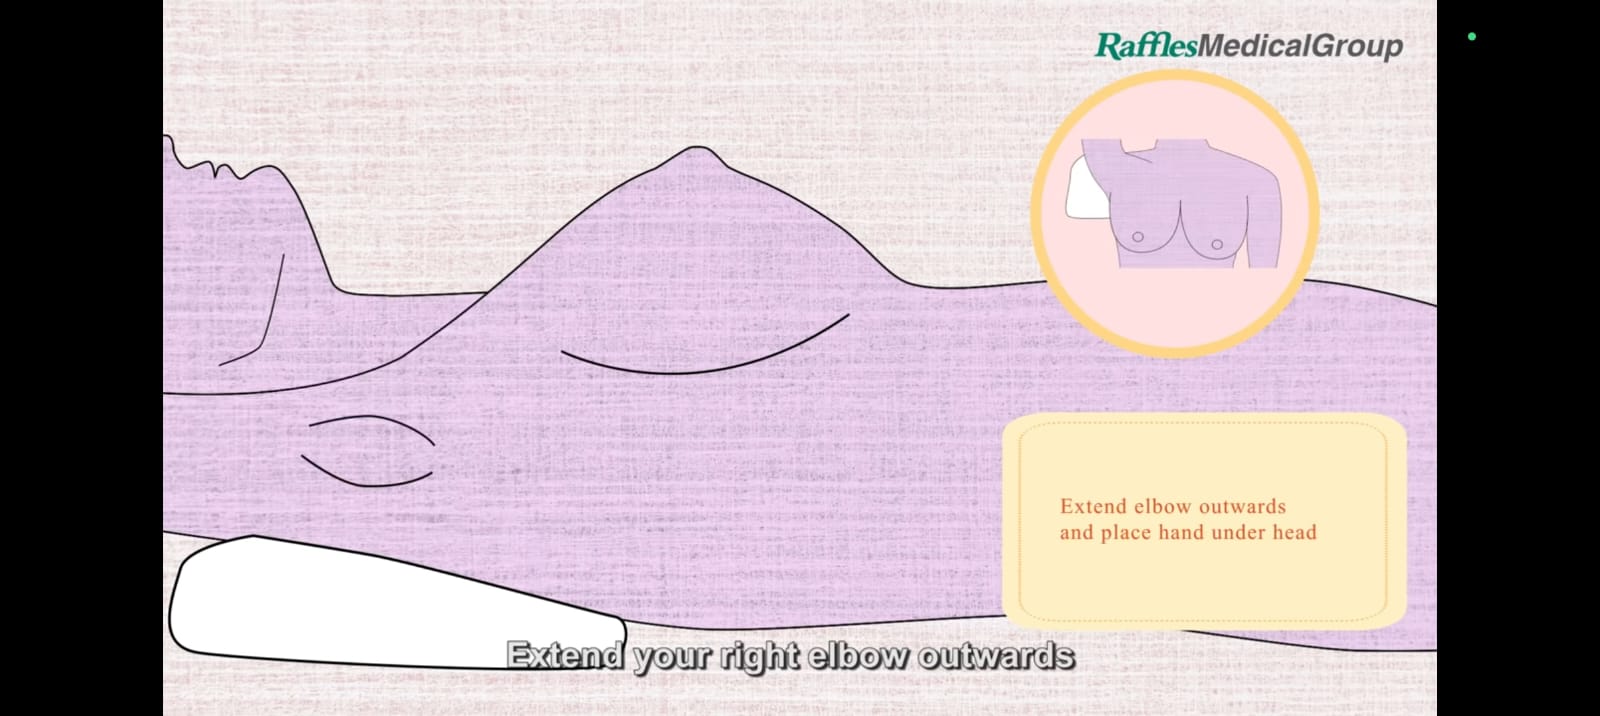 RafflesMedicalGroup
Extend elbow outwards
and place hand under head
Extend your right elbow outwards